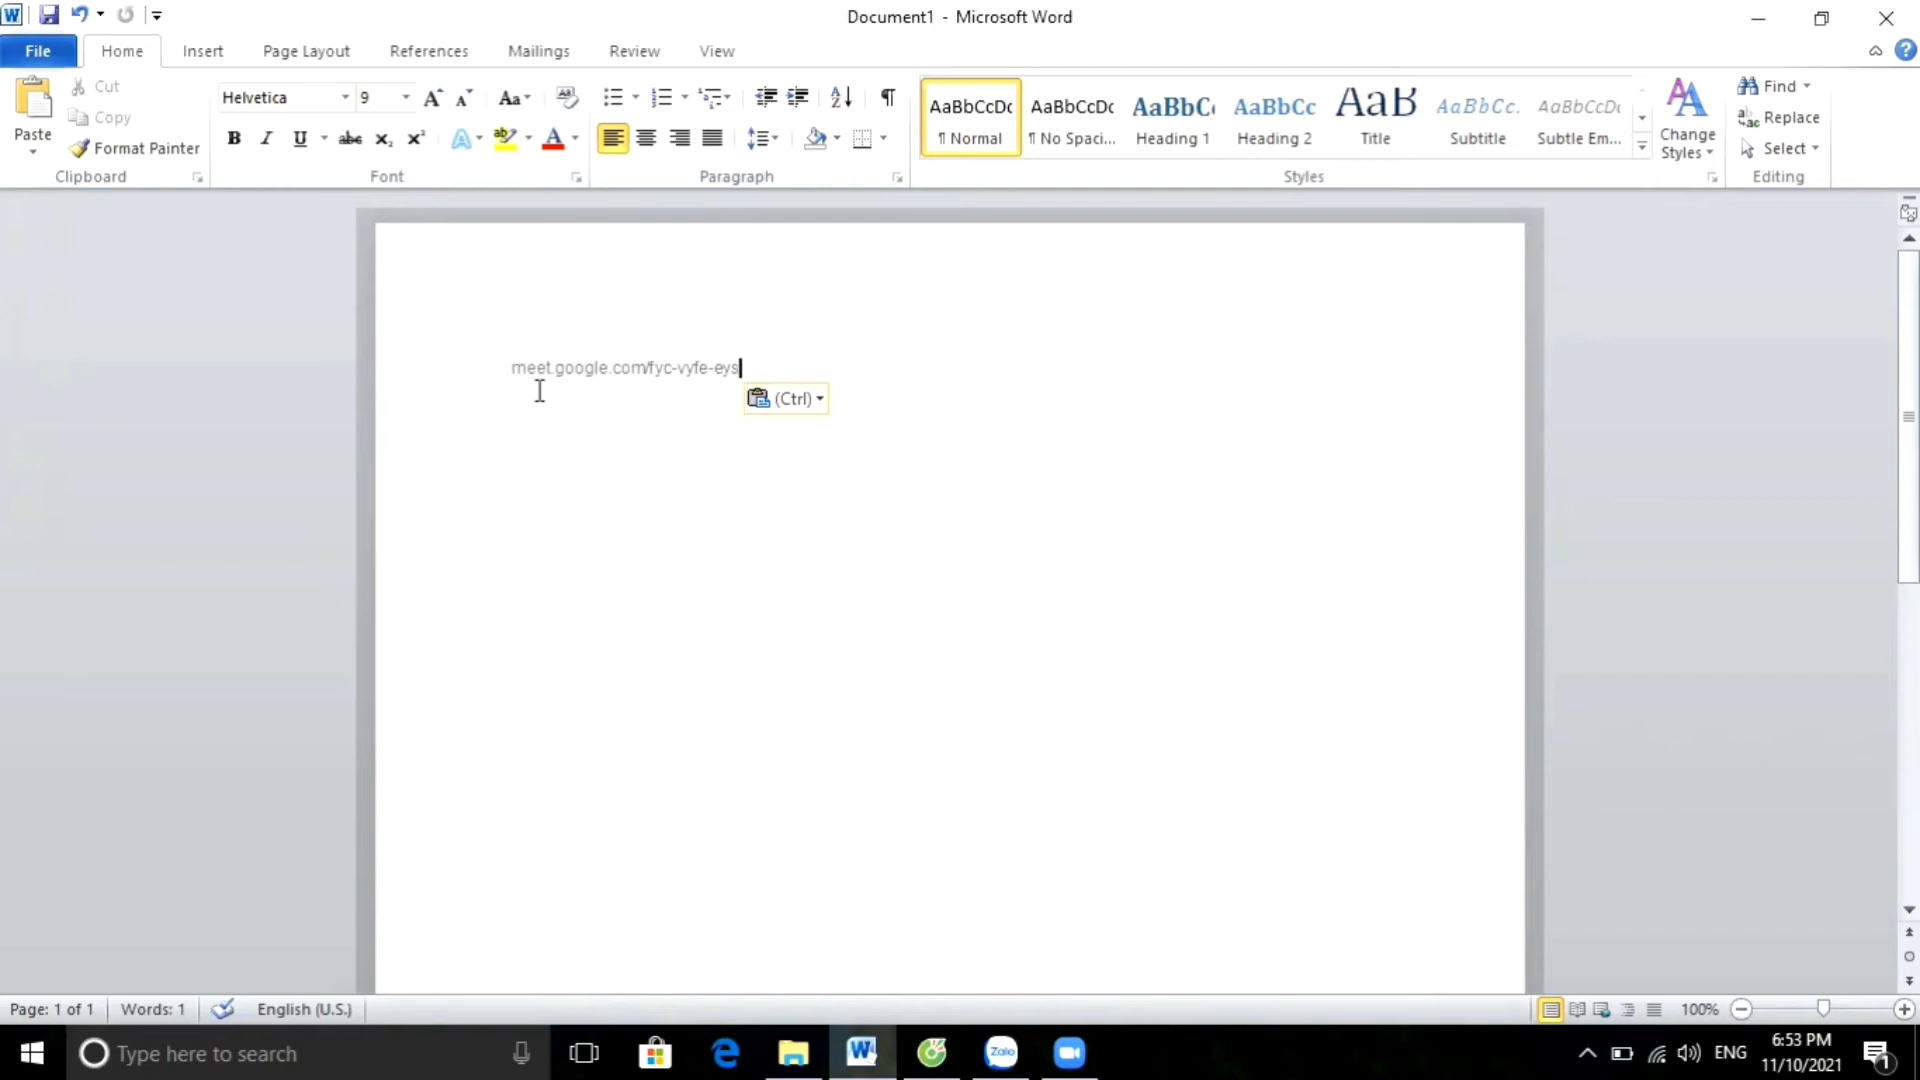 Document1 - Microsoft Word
File Home Insert Page Layout References Mailings Review View
Paste
Cut
Copy
Format Painter
Clipboard
Helvetica 9
Font
Paragraph
AaBbCcDc AaBbCcDc AaBbC AaBbCc AaB AaBbCc. AaBbCcDc
¶ Normal ¶ No Spaci... Heading 1 Heading 2 Title Subtitle Subtle Em...
Change Styles
Styles
Find
Replace
Select
Editing
meet.google.com/fyc-vyfe-eys
(Ctrl)
Page: 1 of 1 Words: 1 English (U.S.) 100%
Type here to search
Zalo
ENG
6:53 PM
11/10/2021
1